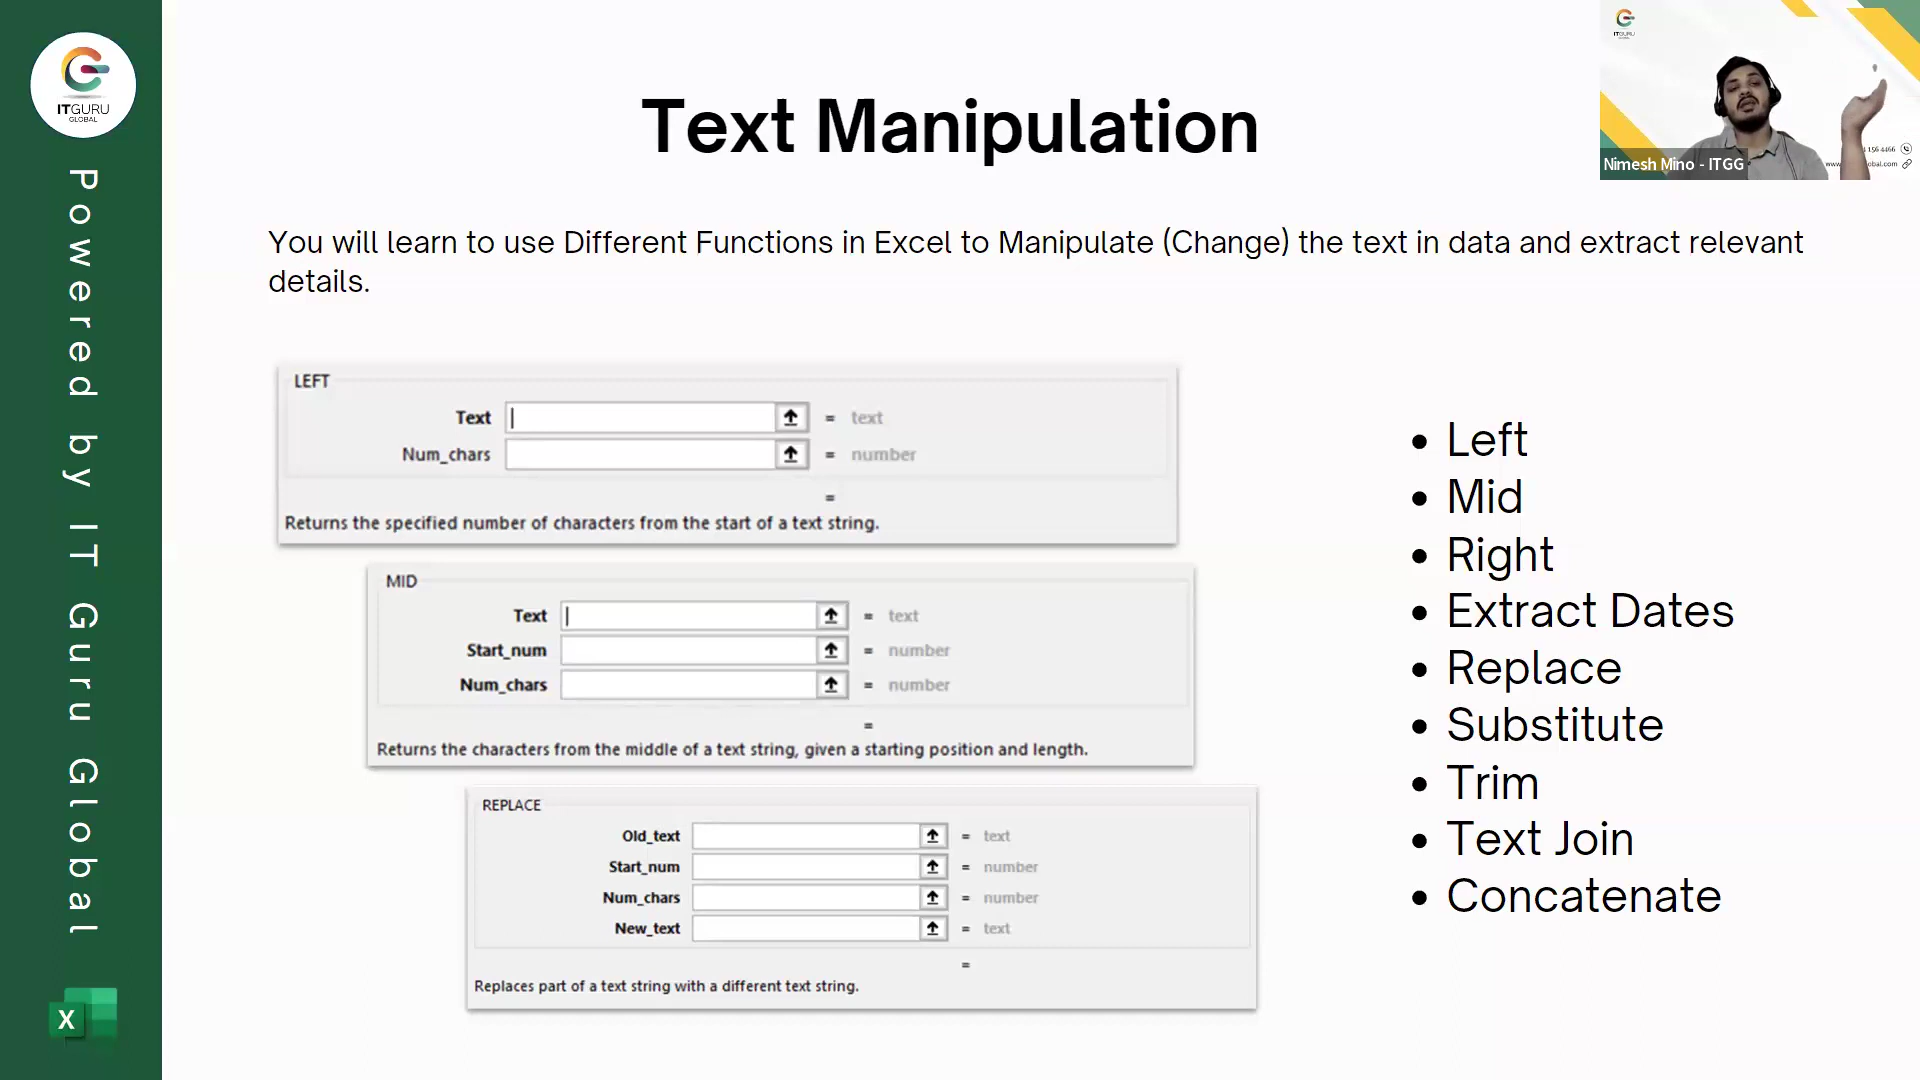 ITGURU
GLOBAL
Powered by IT Guru Global
X
Text Manipulation
You will learn to use Different Functions in Excel to Manipulate (Change) the text in data and extract relevant
details.
LEFT
Text = text
Num_chars = number
=
Returns the specified number of characters from the start of a text string.
MID
Text = text
Start_num = number
Num_chars = number
=
Returns the characters from the middle of a text string, given a starting position and length.
REPLACE
Old_text = text
Start_num = number
Num_chars = number
New_text = text
=
Replaces part of a text string with a different text string.
• Left
• Mid
• Right
• Extract Dates
• Replace
• Substitute
• Trim
• Text Join
• Concatenate
ITGURU
156 4466
Nimesh Mino - ITGG